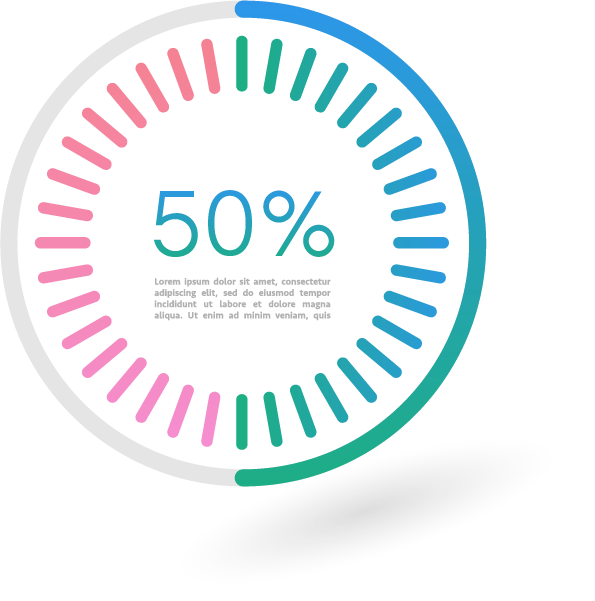 50%
Lorem ipsum dolor sit amet, consectetur
adipiscing elit, sed do eiusmod tempor
incididunt ut labore et dolore magna
aliqua. Ut enim ad minim veniam, quis